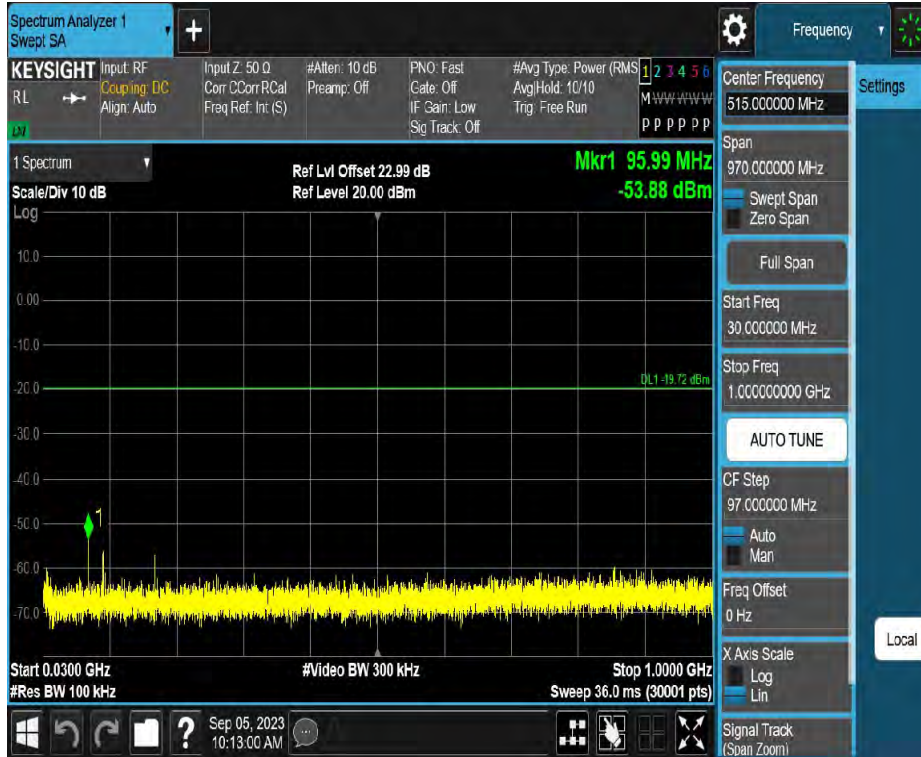 Spectrum Analyzer 1
Swept SA
+
Frequency
KEYSIGHT
RL
Input: RF
Coupling: DC
Align: Auto
Input Z: 50 Ω
Corr CCorr RCal
Freq Ref: Int (S)
#Atten: 10 dB
Preamp: Off
PNO: Fast
Gate: Off
IF Gain: Low
Sig Track: Off
#Avg Type: Power (RMS
Avg|Hold: 10/10
Trig: Free Run
1 2 3 4 5 6
M W W W W W
P P P P P P
Center Frequency
515.000000 MHz
Settings
Span
970.000000 MHz
Swept Span
Zero Span
Full Span
Start Freq
30.000000 MHz
Stop Freq
1.000000000 GHz
AUTO TUNE
CF Step
97.000000 MHz
Auto
Man
Freq Offset
0 Hz
X Axis Scale
Log
Lin
Signal Track
(Span Zoom)
Local
1 Spectrum
Scale/Div 10 dB
Log
Ref Lvl Offset 22.99 dB
Ref Level 20.00 dBm
Mkr1 95.99 MHz
-53.88 dBm
10.0
0.00
-10.0
DL1 -19.72 dBm
-20.0
-30.0
-40.0
1
-50.0
-60.0
-70.0
Start 0.0300 GHz
#Video BW 300 kHz
Stop 1.0000 GHz
#Res BW 100 kHz
Sweep 36.0 ms (30001 pts)
?
Sep 05, 2023
10:13:00 AM